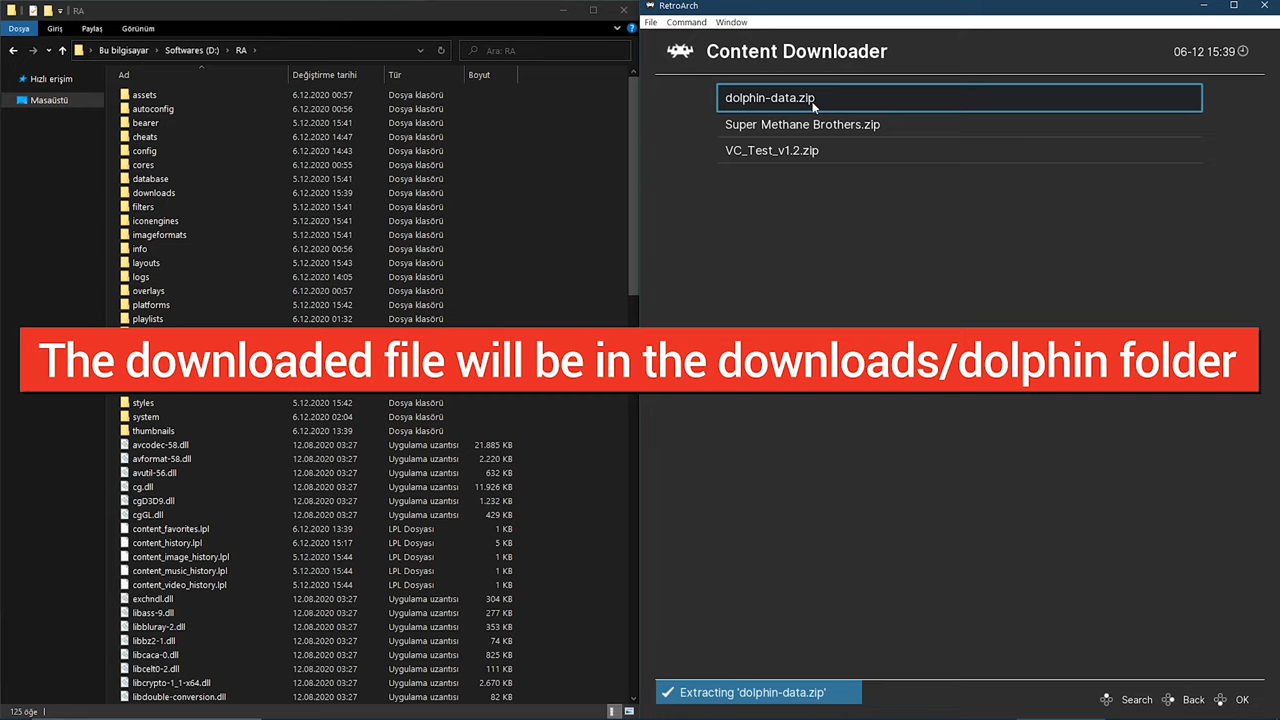 RA
Dosya Giriş Paylaş Görünüm
Bu bilgisayar > Softwares (D:) > RA >
Ara: RA
Hızlı erişim
Masaüstü
Ad Değiştirme tarihi Tür Boyut
assets 6.12.2020 00:57 Dosya klasörü
autoconfig 6.12.2020 00:57 Dosya klasörü
bearer 5.12.2020 15:41 Dosya klasörü
cheats 6.12.2020 14:47 Dosya klasörü
config 6.12.2020 14:43 Dosya klasörü
cores 6.12.2020 00:55 Dosya klasörü
database 5.12.2020 15:41 Dosya klasörü
downloads 6.12.2020 15:39 Dosya klasörü
filters 5.12.2020 15:41 Dosya klasörü
iconengines 5.12.2020 15:41 Dosya klasörü
imageformats 5.12.2020 15:41 Dosya klasörü
info 6.12.2020 00:56 Dosya klasörü
layouts 5.12.2020 15:43 Dosya klasörü
logs 6.12.2020 14:05 Dosya klasörü
overlays 6.12.2020 00:57 Dosya klasörü
platforms 5.12.2020 15:42 Dosya klasörü
playlists 6.12.2020 01:32 Dosya klasörü
styles 5.12.2020 15:42 Dosya klasörü
system 6.12.2020 02:04 Dosya klasörü
thumbnails 6.12.2020 13:39 Dosya klasörü
avcodec-58.dll 12.08.2020 03:27 Uygulama uzantısı 21.885 KB
avformat-58.dll 12.08.2020 03:27 Uygulama uzantısı 2.220 KB
avutil-56.dll 12.08.2020 03:27 Uygulama uzantısı 632 KB
cg.dll 12.08.2020 03:27 Uygulama uzantısı 11.926 KB
cgD3D9.dll 12.08.2020 03:27 Uygulama uzantısı 1.232 KB
cgGL.dll 12.08.2020 03:27 Uygulama uzantısı 429 KB
content_favorites.lpl 6.12.2020 13:39 LPL Dosyası 1 KB
content_history.lpl 6.12.2020 15:17 LPL Dosyası 5 KB
content_image_history.lpl 5.12.2020 15:44 LPL Dosyası 1 KB
content_music_history.lpl 5.12.2020 15:44 LPL Dosyası 1 KB
content_video_history.lpl 5.12.2020 15:44 LPL Dosyası 1 KB
exchndl.dll 12.08.2020 03:27 Uygulama uzantısı 304 KB
libass-9.dll 12.08.2020 03:27 Uygulama uzantısı 277 KB
libbluray-2.dll 12.08.2020 03:27 Uygulama uzantısı 353 KB
libbz2-1.dll 12.08.2020 03:27 Uygulama uzantısı 74 KB
libcaca-0.dll 12.08.2020 03:27 Uygulama uzantısı 825 KB
libcelt0-2.dll 12.08.2020 03:27 Uygulama uzantısı 111 KB
libcrypto-1_1-x64.dll 12.08.2020 03:27 Uygulama uzantısı 2.670 KB
libdouble-conversion.dll 12.08.2020 03:27 Uygulama uzantısı 82 KB
125 öğe
The downloaded file will be in the downloads/dolphin folder
RetroArch
File Command Window
Content Downloader
06-12 15:39
dolphin-data.zip
Super Methane Brothers.zip
VC_Test_v1.2.zip
Extracting 'dolphin-data.zip'
Search Back OK